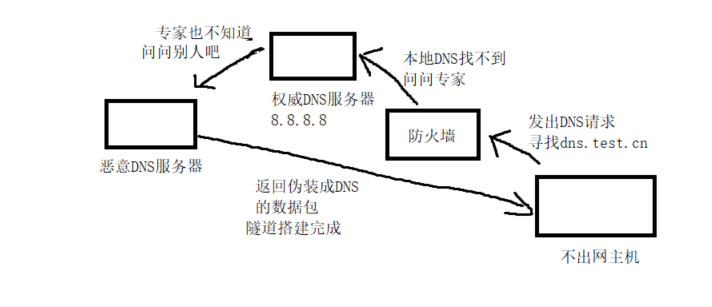 专家也不知道
问问别人吧
本地DNS找不到
问问专家
权威DNS服务器
8.8.8.8
防火墙
发出DNS请求
寻找dns.test.cn
恶意DNS服务器
返回伪装成DNS
的数据包
隧道搭建完成
不出网主机